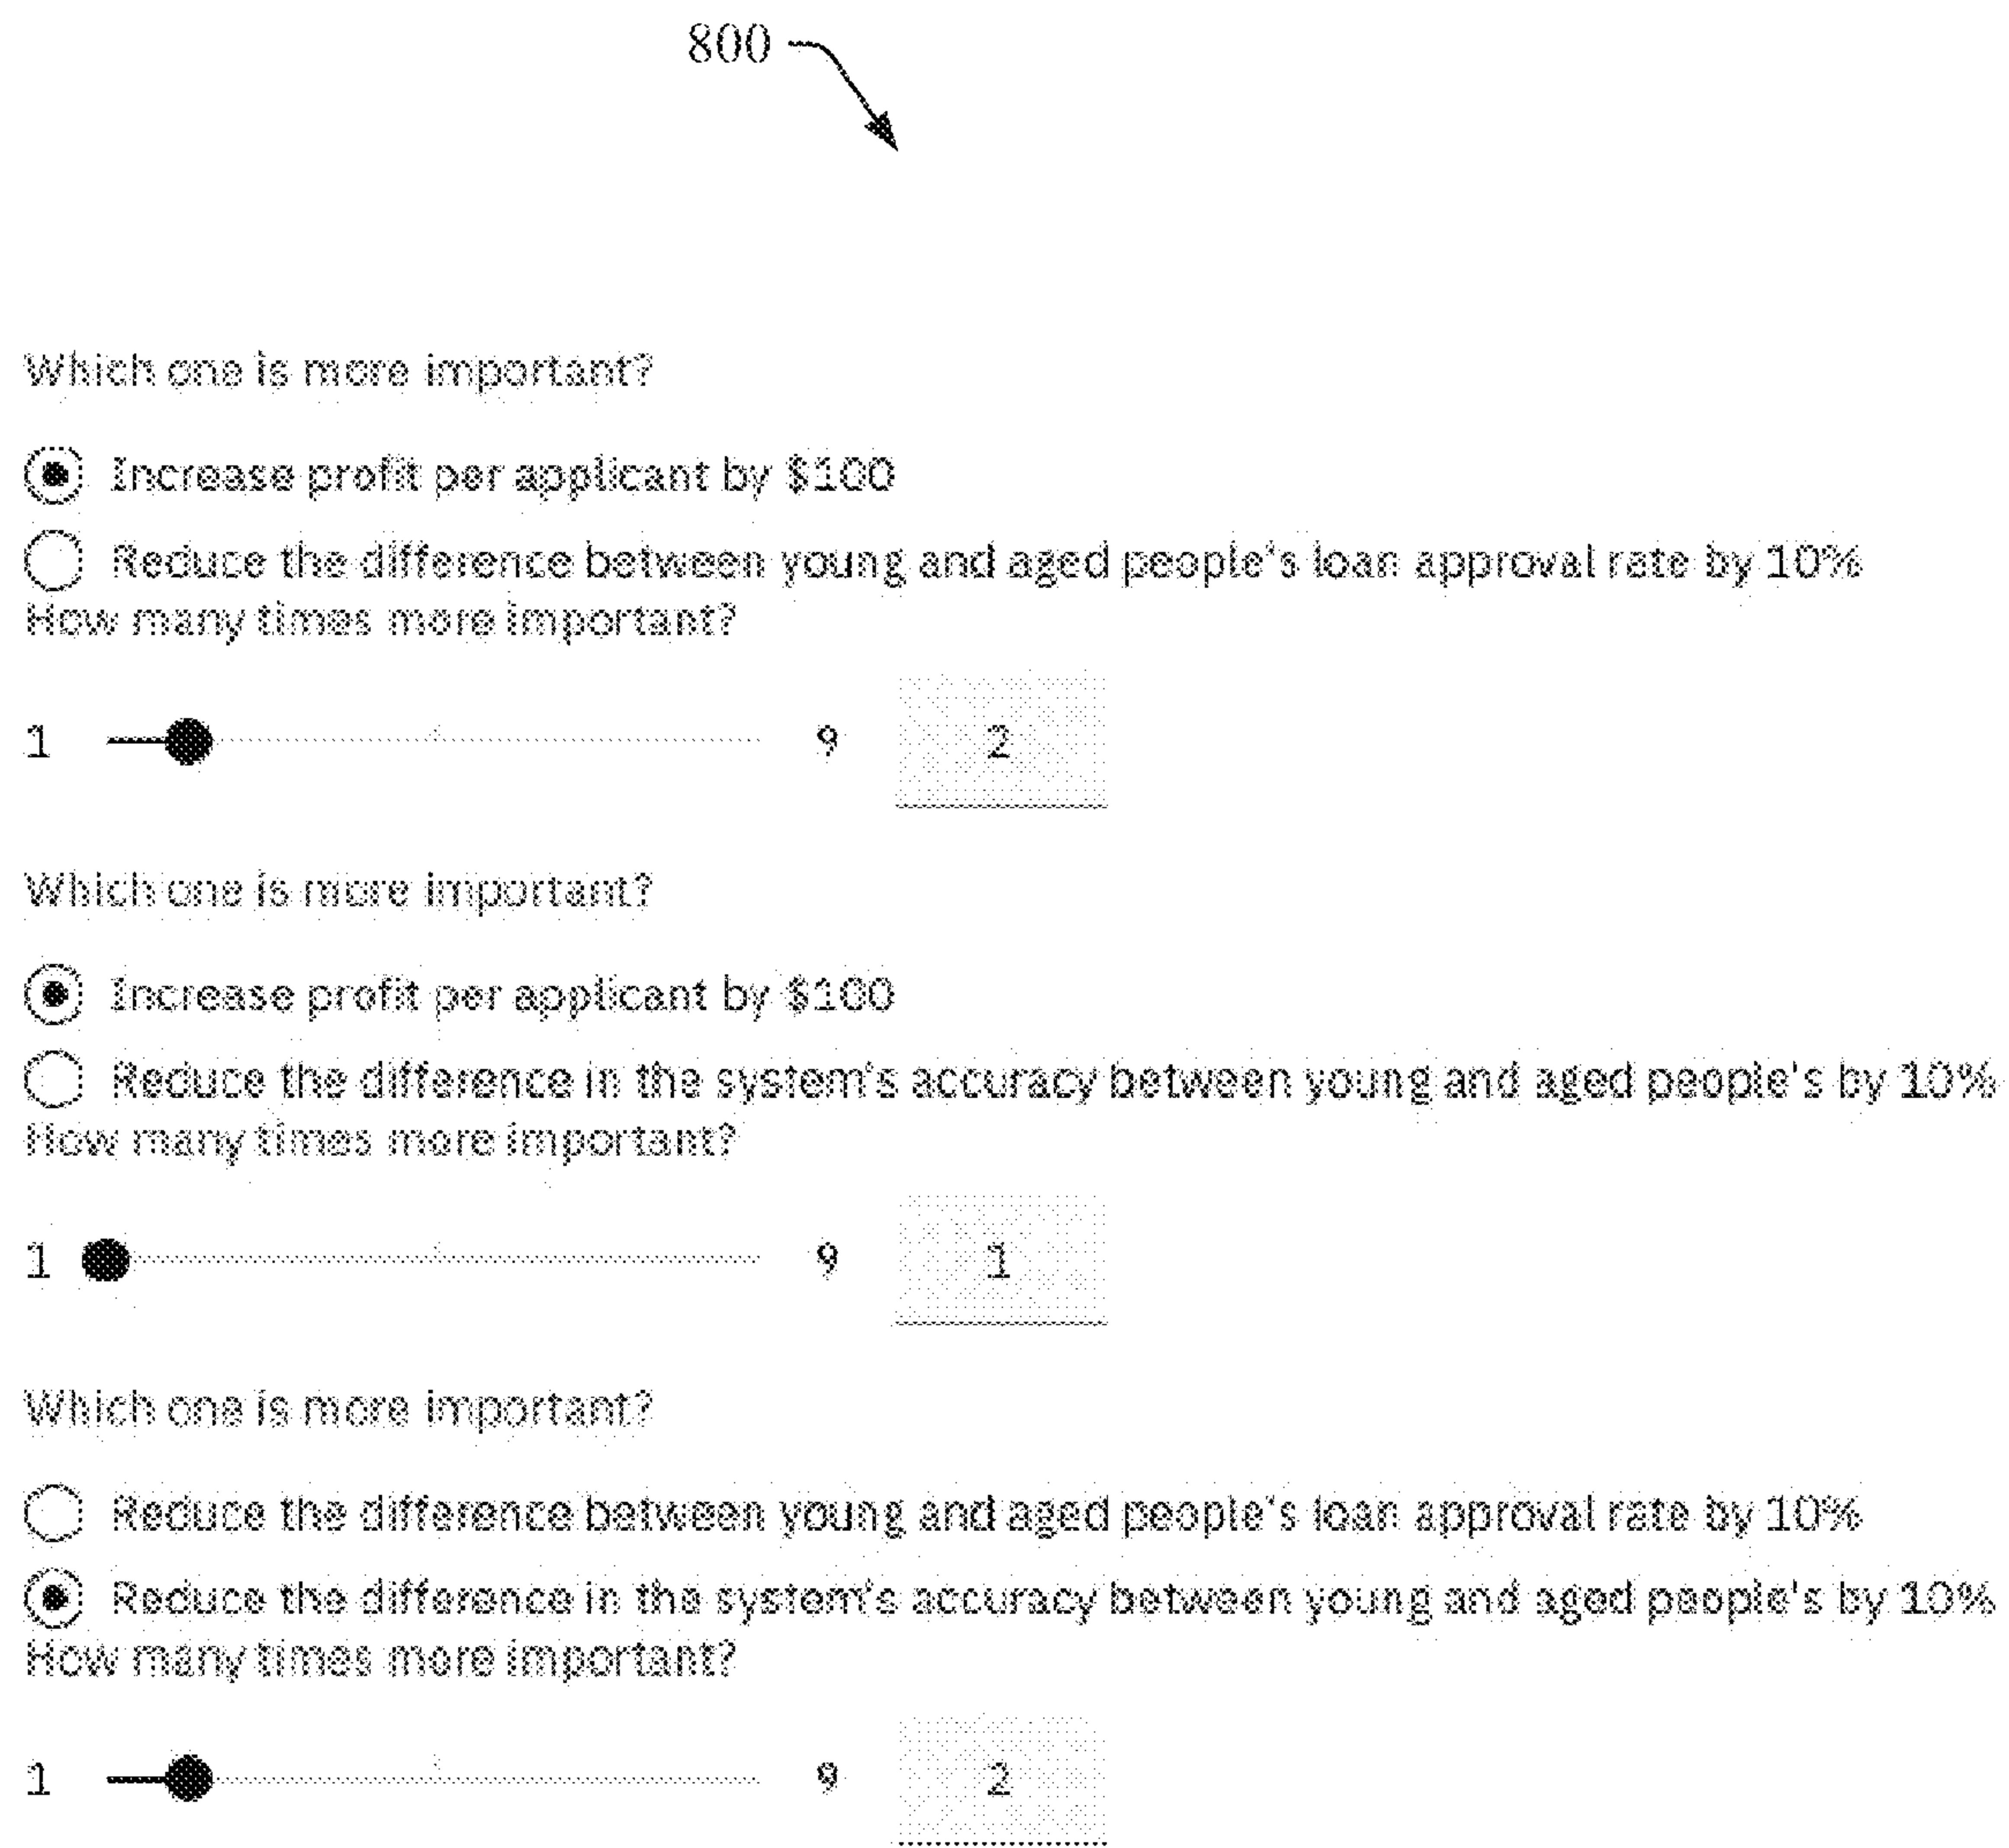 800
Which one is more important?
Increase profit per applicant by $100
Reduce the difference between young and aged people's loan approval rate by 10%
How many times more important?
1 9 2
Which one is more important?
Increase profit per applicant by $100
Reduce the difference in the system's accuracy between young and aged people's by 10%
How many times more important?
1 9 1
Which one is more important?
Reduce the difference between young and aged people's loan approval rate by 10%
Reduce the difference in the system's accuracy between young and aged people's by 10%
How many times more important?
1 9 2